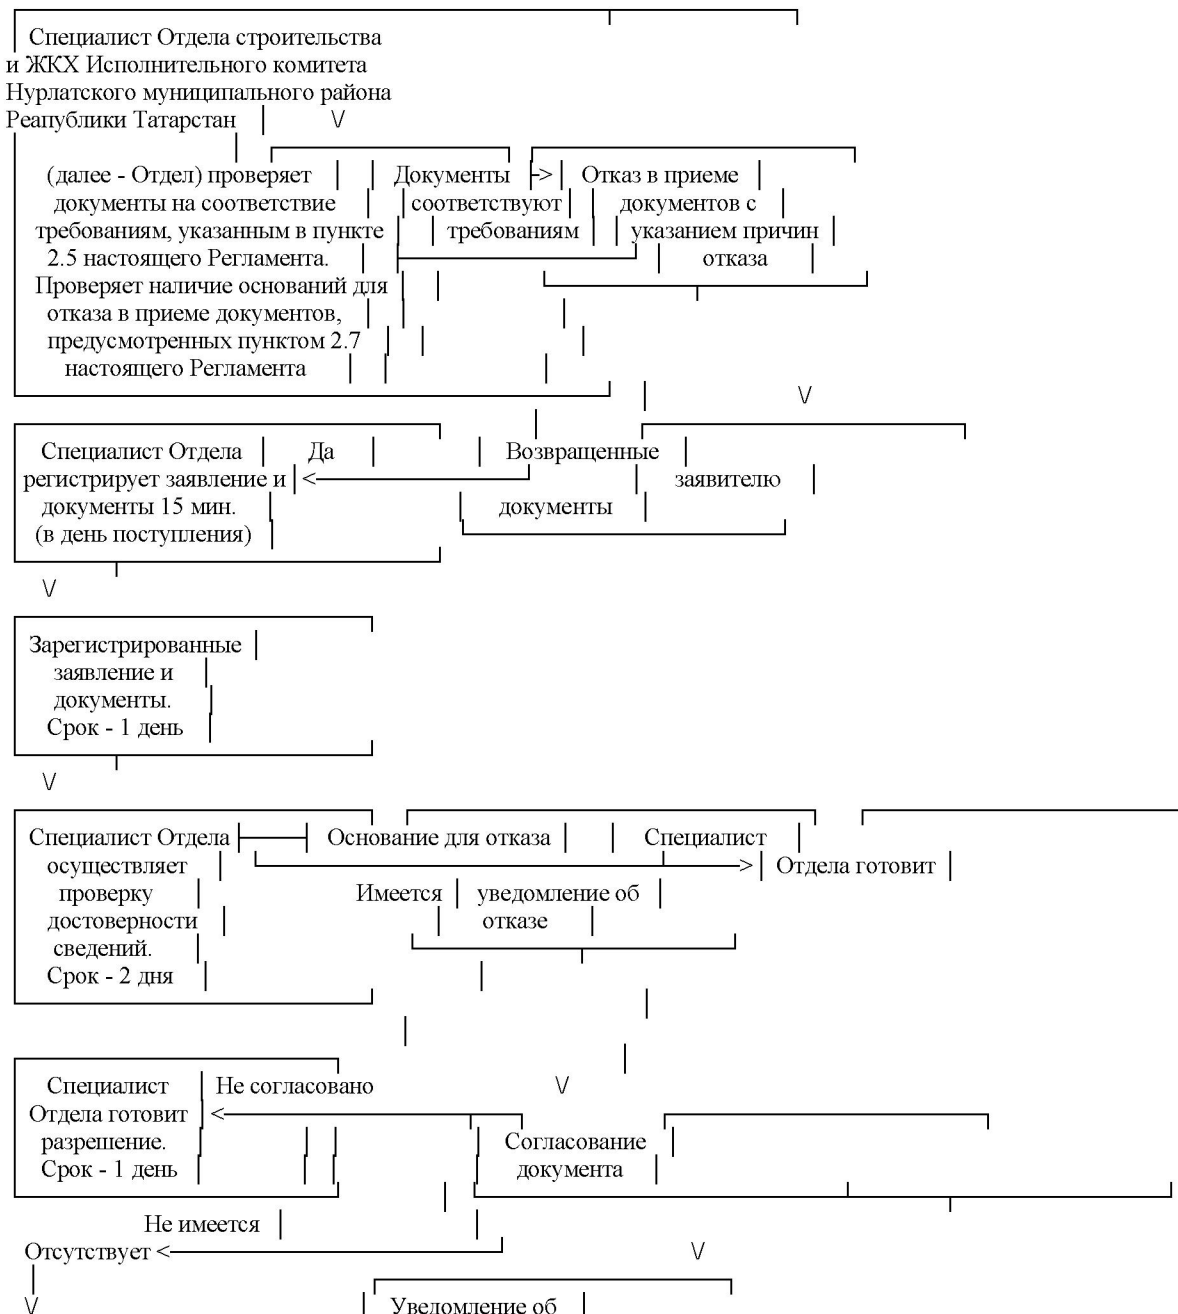 Специалист Отдела строительства
и ЖКХ Исполнительного комитета
Нурлатского муниципального района
Реапублики Татарстан
(далее - Отдел) проверяет Документы Отказ в приеме
документы на соответствие соответствуют документов с
требованиям, указанным в пункте требованиям указанием причин
2.5 настоящего Регламента. отказа
Проверяет наличие оснований для
отказа в приеме документов,
предусмотренных пунктом 2.7
настоящего Регламента
Специалист Отдела Да Возвращенные
регистрирует заявление и заявителю
документы 15 мин. документы
(в день поступления)
Зарегистрированные
заявление и
документы.
Срок - 1 день
Специалист Отдела Основание для отказа Специалист
осуществляет Отдела готовит
проверку Имеется уведомление об
достоверности отказе
сведений.
Срок - 2 дня
Специалист Не согласовано
Отдела готовит
разрешение. Согласование
Срок - 1 день документа
Не имеется
Отсутствует
Уведомление об